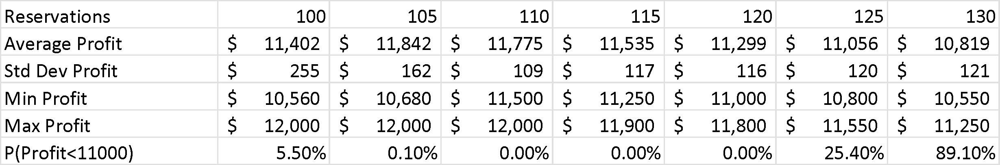 Reservations 100 105 110 115 120 125 130
Average Profit $ 11,402 $ 11,842 $ 11,775 $ 11,535 $ 11,299 $ 11,056 $ 10,819
Std Dev Profit $ 255 $ 162 $ 109 $ 117 $ 116 $ 120 $ 121
Min Profit $ 10,560 $ 10,680 $ 11,500 $ 11,250 $ 11,000 $ 10,800 $ 10,550
Max Profit $ 12,000 $ 12,000 $ 12,000 $ 11,900 $ 11,800 $ 11,550 $ 11,250
P(Profit<11000) 5.50% 0.10% 0.00% 0.00% 0.00% 25.40% 89.10%